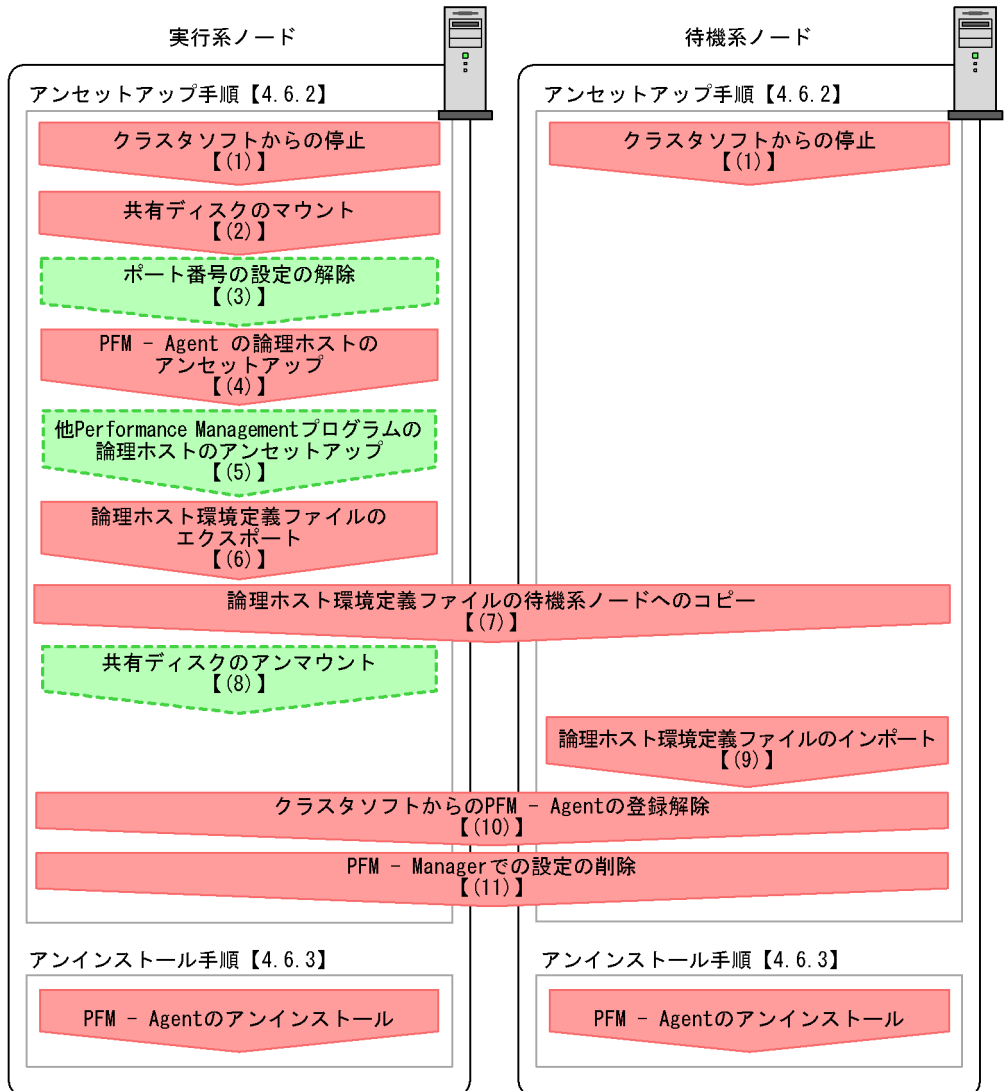 実行系ノード
待機系ノード
アンセットアップ手順【4.6.2】
アンセットアップ手順【4.6.2】
クラスタソフトからの停止
【(1)】
クラスタソフトからの停止
【(1)】
共有ディスクのマウント
【(2)】
ポート番号の設定の解除
【(3)】
PFM - Agent の論理ホストの
アンセットアップ
【(4)】
他Performance Managementプログラムの
論理ホストのアンセットアップ
【(5)】
論理ホスト環境定義ファイルの
エクスポート
【(6)】
論理ホスト環境定義ファイルの待機系ノードへのコピー
【(7)】
共有ディスクのアンマウント
【(8)】
論理ホスト環境定義ファイルのインポート
【(9)】
クラスタソフトからのPFM - Agentの登録解除
【(10)】
PFM - Managerでの設定の削除
【(11)】
アンインストール手順【4.6.3】
アンインストール手順【4.6.3】
PFM - Agentのアンインストール
PFM - Agentのアンインストール